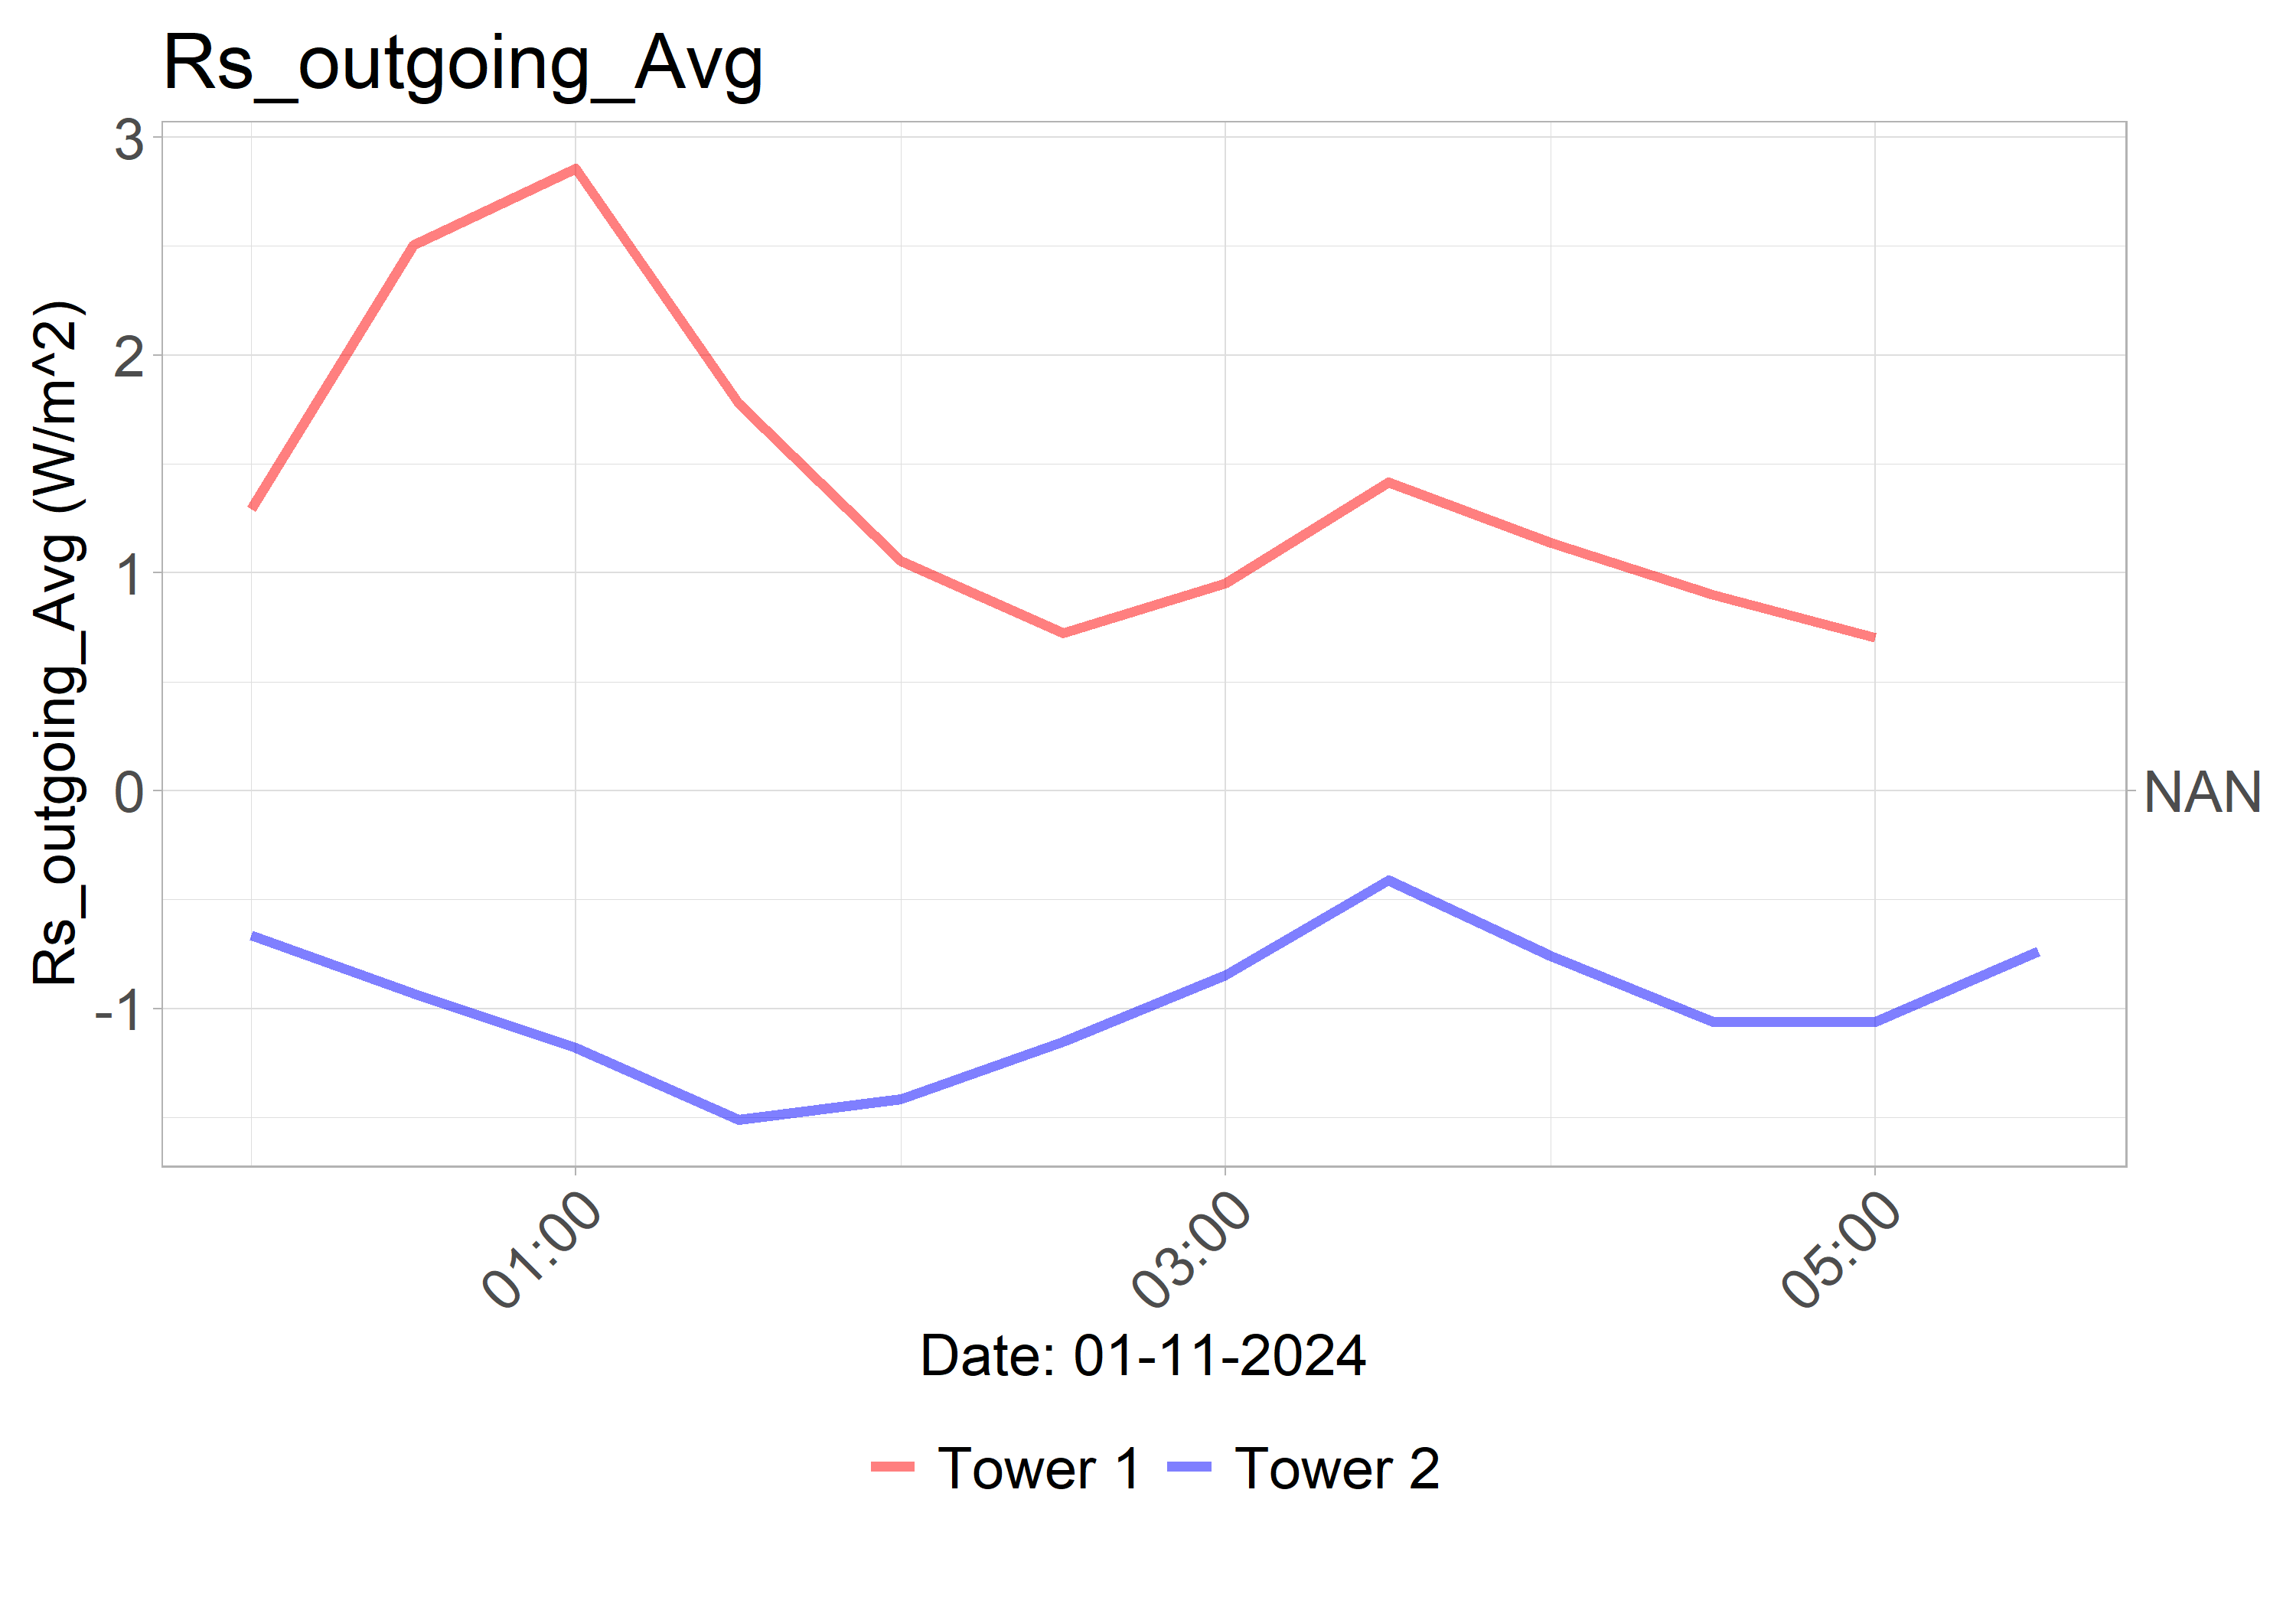 Rs_outgoing_Avg
Rs_outgoing_Avg (W/m^2)
3
2
1
0
-1
NAN
01:00
03:00
05:00
Date: 01-11-2024
Tower 1
Tower 2